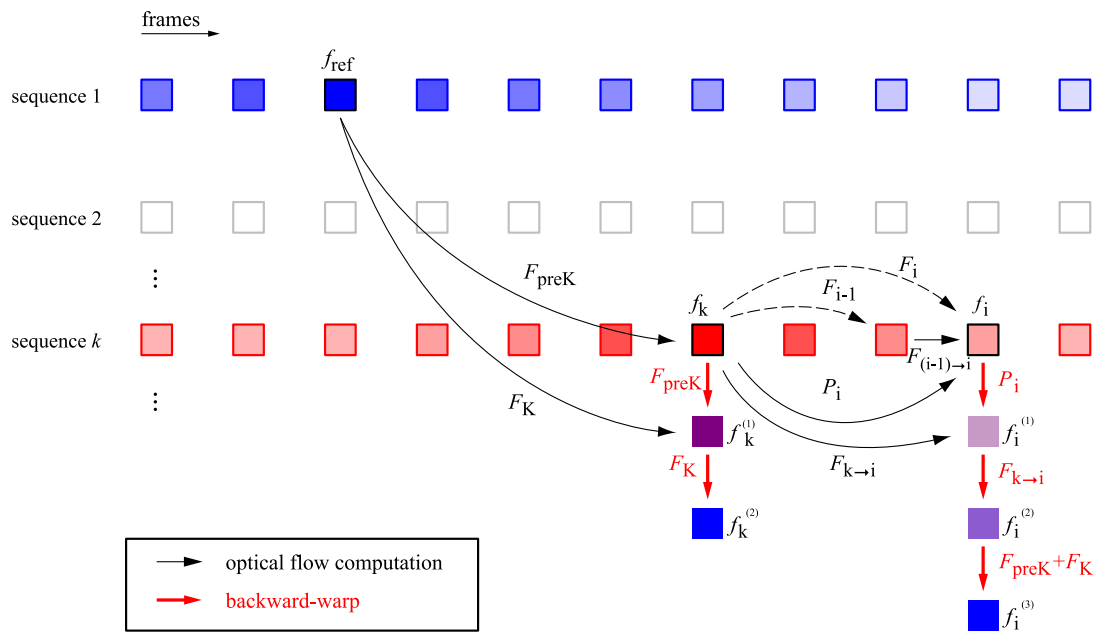 frames
f_ref
sequence 1
sequence 2
F_preK
F_i
F_i-1
f_k
f_i
⋮
sequence k
F_(i-1)→i
F_preK
P_i
P_i
⋮
F_K
f_k^(1)
f_i^(1)
F_K
F_k→i
F_k→i
f_k^(2)
f_i^(2)
optical flow computation
F_preK+F_K
backward-warp
f_i^(3)